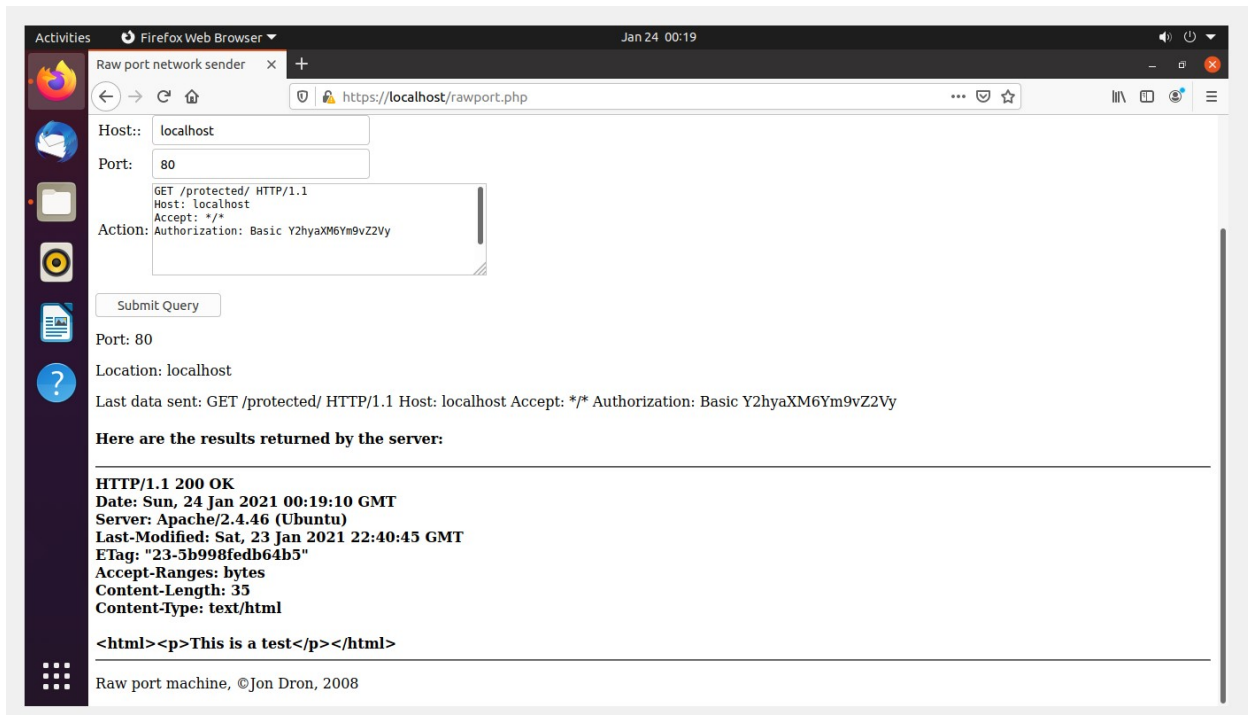 Activities Firefox Web Browser Jan 24 00:19
Raw port network sender
https://localhost/rawport.php
Host:: localhost
Port: 80
GET /protected/ HTTP/1.1
Host: localhost
Accept: */*
Action: Authorization: Basic Y2hyaXM6Ym9vZ2Vy
Submit Query
Port: 80
Location: localhost
Last data sent: GET /protected/ HTTP/1.1 Host: localhost Accept: */* Authorization: Basic Y2hyaXM6Ym9vZ2Vy
Here are the results returned by the server:
HTTP/1.1 200 OK
Date: Sun, 24 Jan 2021 00:19:10 GMT
Server: Apache/2.4.46 (Ubuntu)
Last-Modified: Sat, 23 Jan 2021 22:40:45 GMT
ETag: "23-5b998fedb64b5"
Accept-Ranges: bytes
Content-Length: 35
Content-Type: text/html
<html><p>This is a test</p></html>
Raw port machine, ©Jon Dron, 2008